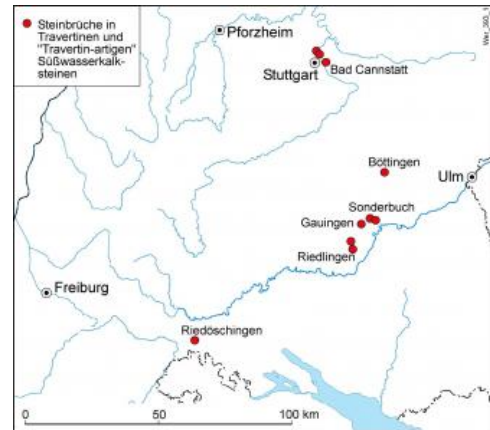 Steinbrüche in
Travertinen und
"Travertin-artigen"
Süßwasserkalk-
steinen
Pforzheim
Stuttgart
Bad Cannstatt
Böttingen
Ulm
Sonderbuch
Gauingen
Riedlingen
Freiburg
Riedöschingen
0 50 100 km